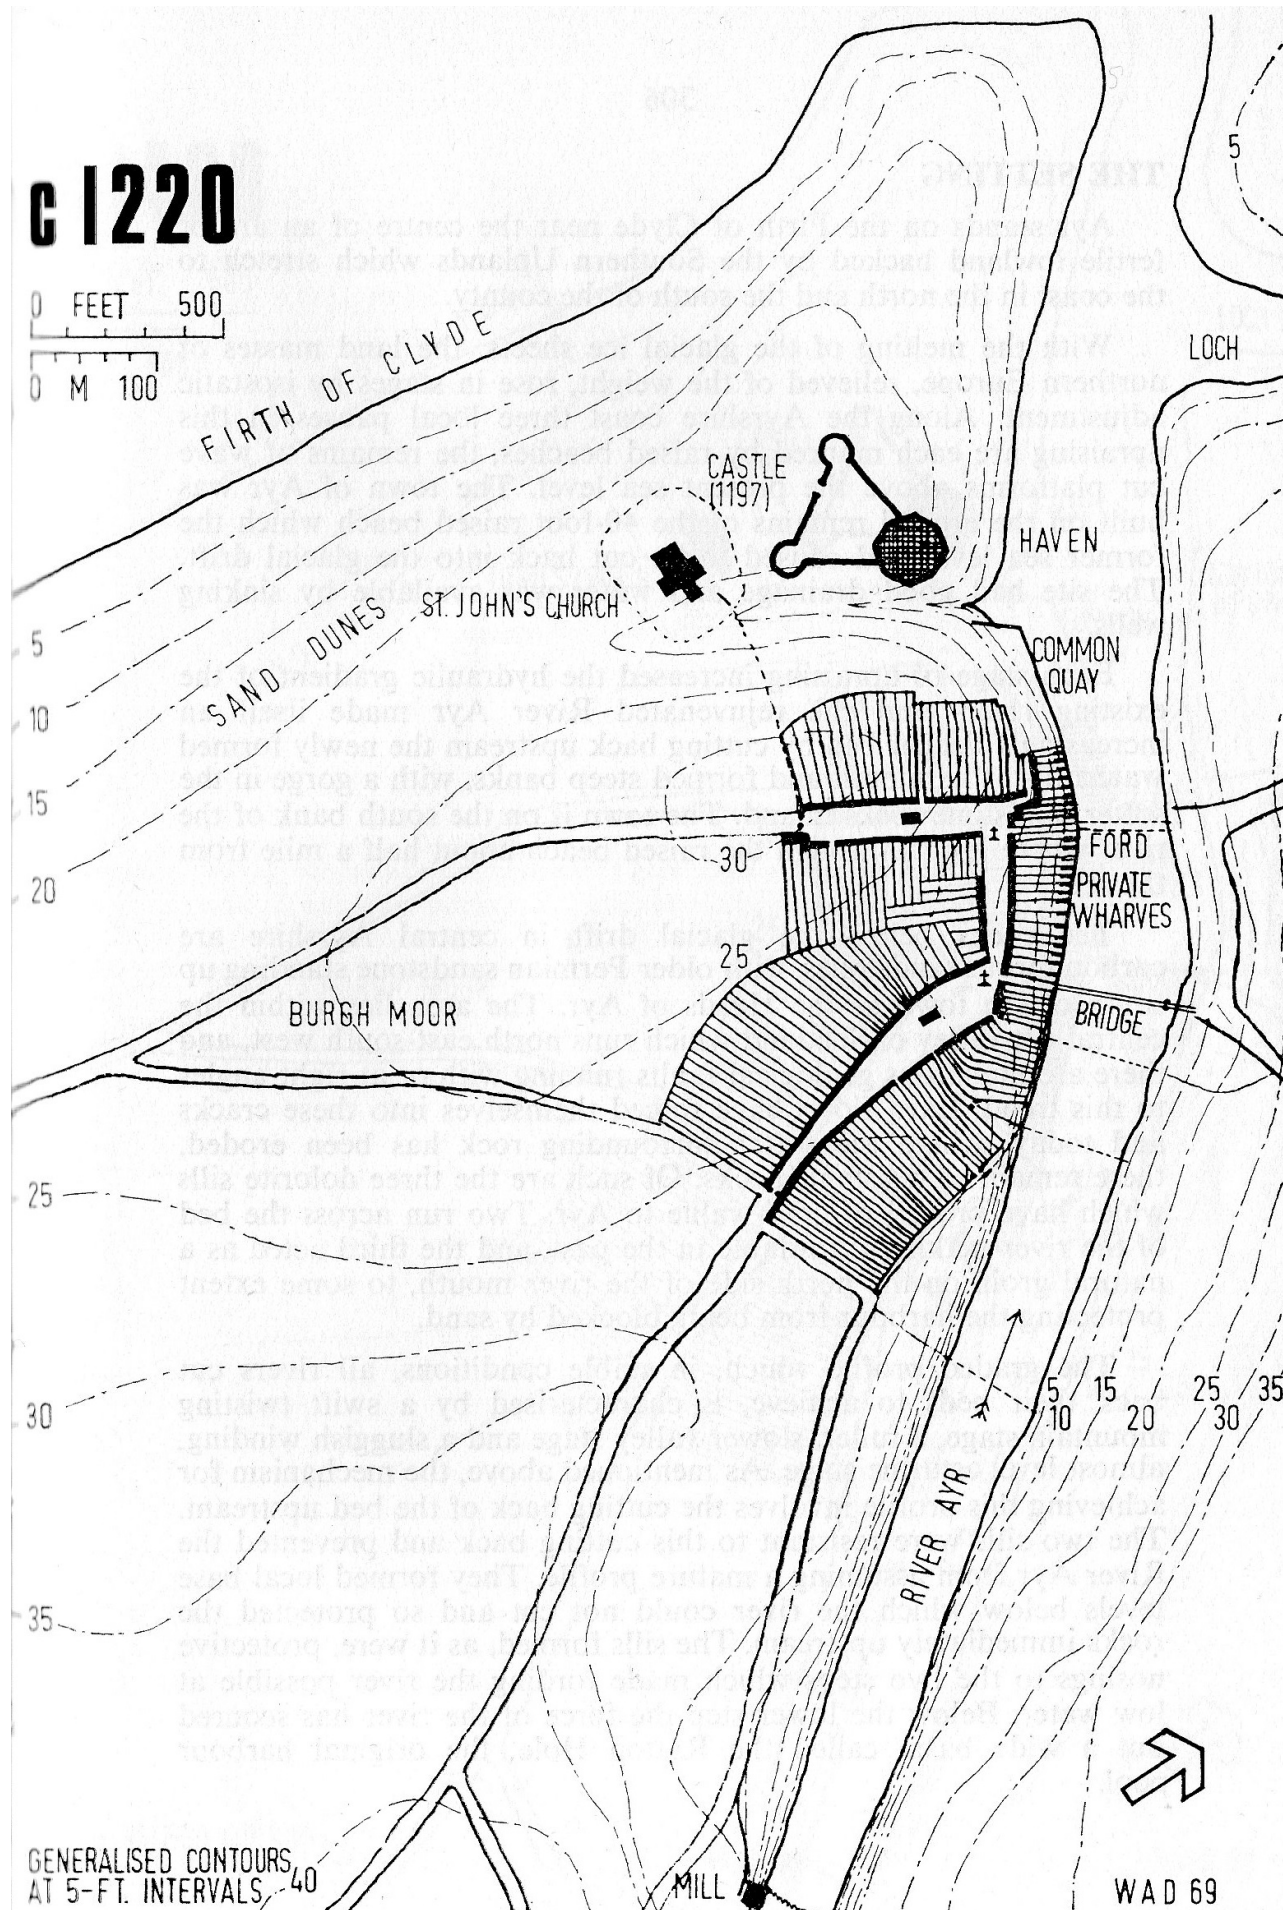 c 1220
0 FEET 500
0 M 100
FIRTH OF CLYDE
5
LOCH
CASTLE
(1197)
HAVEN
ST. JOHN'S CHURCH
SAND DUNES
COMMON
QUAY
5
10
15
20
30
FORD
PRIVATE
WHARVES
25
BURGH MOOR
BRIDGE
25
30
35
5 15 25 35
10 20 30
RIVER AYR
GENERALISED CONTOURS
AT 5-FT. INTERVALS
40
MILL
WAD 69